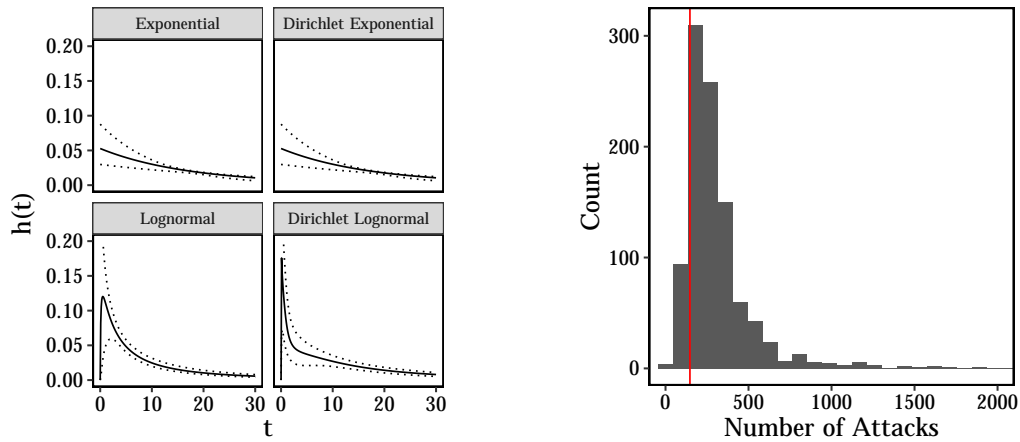 Exponential
Dirichlet Exponential
0.20
0.15
0.10
0.05
0.00
Lognormal
Dirichlet Lognormal
0.20
0.15
0.10
0.05
0.00
h(t)
0 10 20 30
0 10 20 30
t
300
200
100
0
Count
0 500 1000 1500 2000
Number of Attacks